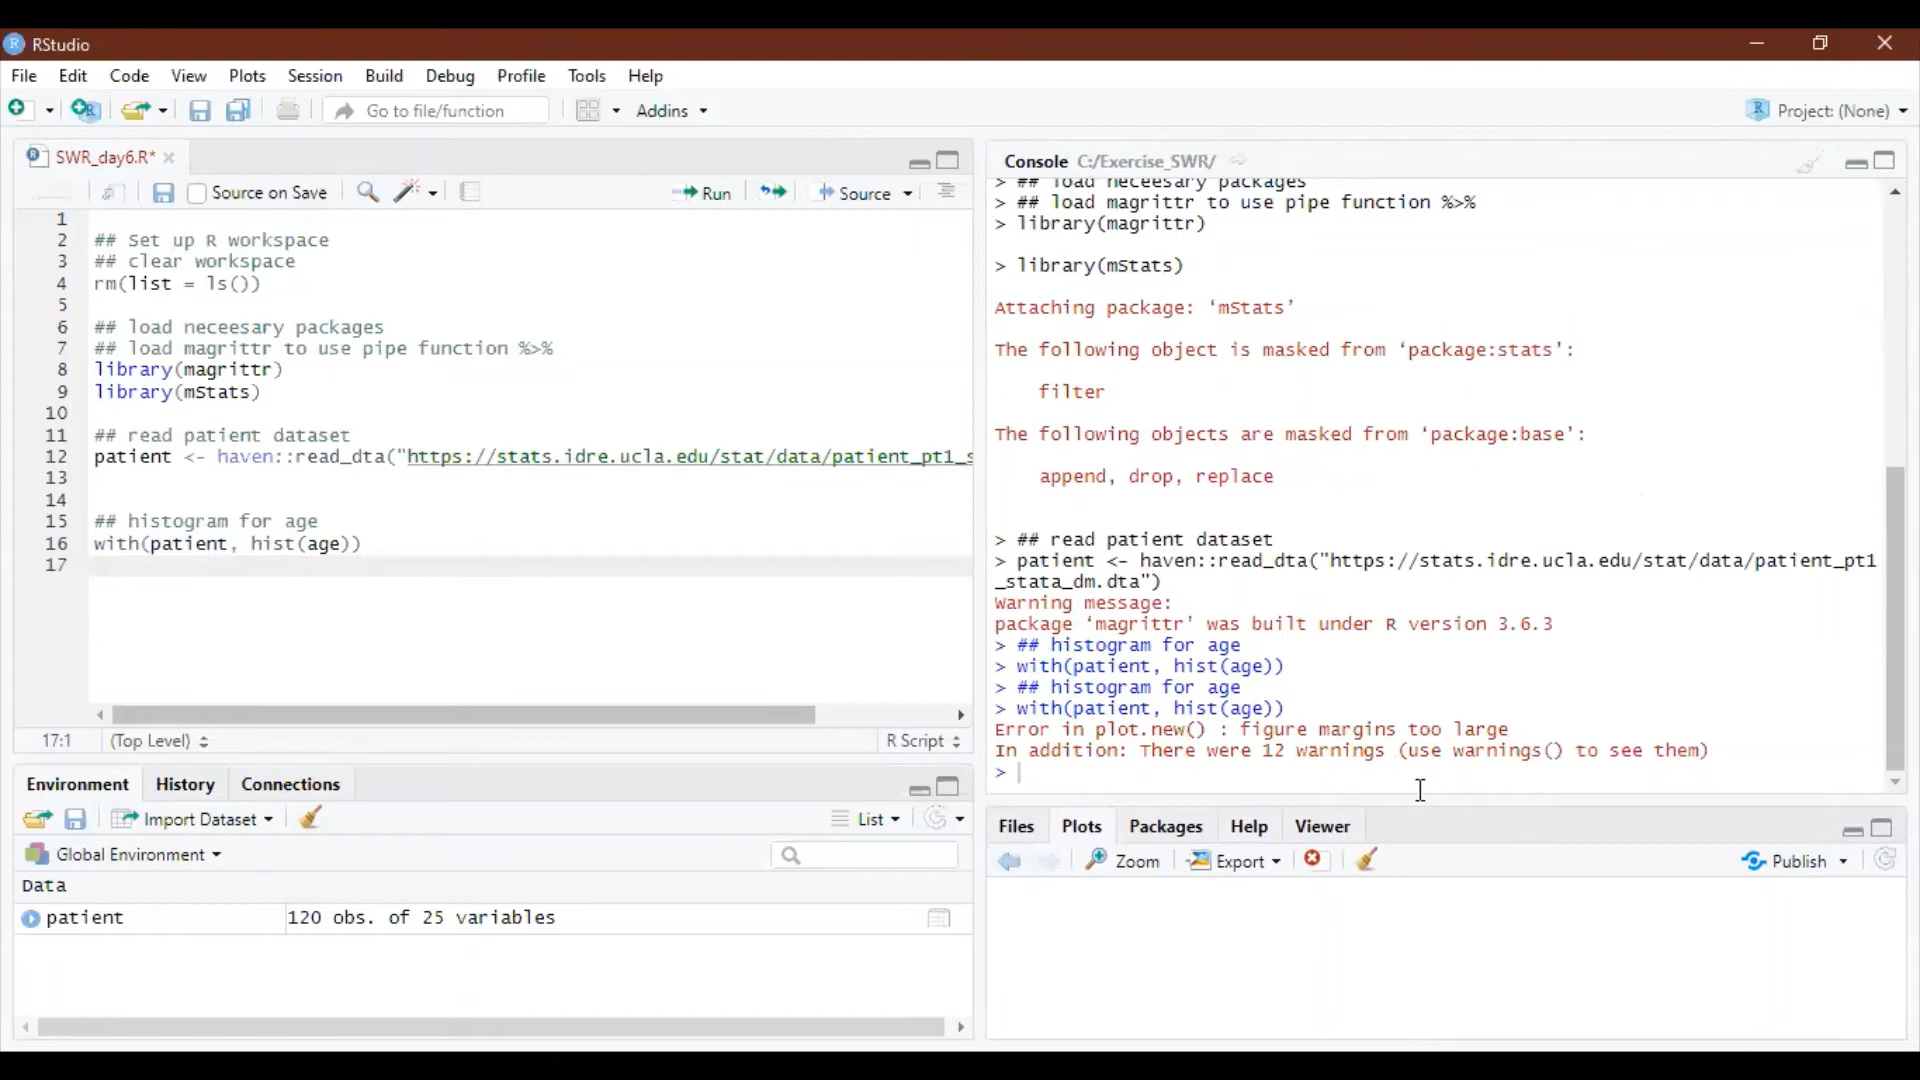 RStudio
File Edit Code View Plots Session Build Debug Profile Tools Help
Go to file/function Addins Project: (None)
SWR_day6.R*
Source on Save Run Source
1
2 ## Set up R workspace
3 ## clear workspace
4 rm(list = ls())
5
6 ## load neceesary packages
7 ## load magrittr to use pipe function %>%
8 library(magrittr)
9 library(mStats)
10
11 ## read patient dataset
12 patient <- haven::read_dta("https://stats.idre.ucla.edu/stat/data/patient_pt1_s
13
14
15 ## histogram for age
16 with(patient, hist(age))
17
17:1 (Top Level) R Script
Environment History Connections
Import Dataset List
Global Environment
Data
patient 120 obs. of 25 variables
Console C:/Exercise_SWR/
> ## load neceesary packages
> ## load magrittr to use pipe function %>%
> library(magrittr)
> library(mStats)
Attaching package: ‘mStats’
The following object is masked from ‘package:stats’:
filter
The following objects are masked from ‘package:base’:
append, drop, replace
> ## read patient dataset
> patient <- haven::read_dta("https://stats.idre.ucla.edu/stat/data/patient_pt1
_stata_dm.dta")
Warning message:
package ‘magrittr’ was built under R version 3.6.3
> ## histogram for age
> with(patient, hist(age))
> ## histogram for age
> with(patient, hist(age))
Error in plot.new() : figure margins too large
In addition: There were 12 warnings (use warnings() to see them)
>
Files Plots Packages Help Viewer
Zoom Export Publish